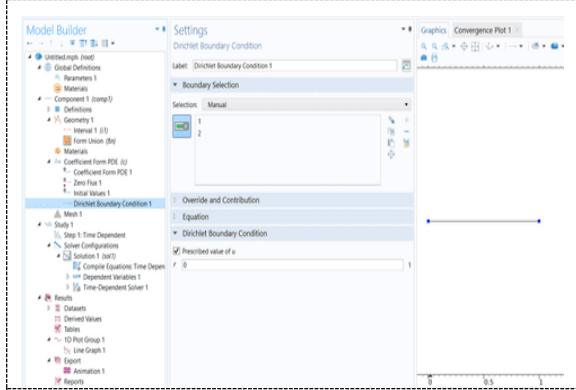 Model Builder
Untitled.mph (root)
Global Definitions
Parameters 1
Materials
Component 1 (comp1)
Definitions
Geometry 1
Interval 1 (i1)
Form Union (fin)
Materials
Coefficient Form PDE (c)
Coefficient Form PDE 1
Zero Flux 1
Initial Values 1
Dirichlet Boundary Condition 1
Mesh 1
Study 1
Step 1: Time Dependent
Solver Configurations
Solution 1 (sol1)
Compile Equations: Time Depen
Dependent Variables 1
Time-Dependent Solver 1
Results
Datasets
Derived Values
Tables
1D Plot Group 1
Line Graph 1
Export
Animation 1
Reports
Settings
Dirichlet Boundary Condition
Label: Dirichlet Boundary Condition 1
Boundary Selection
Selection: Manual
1
2
Override and Contribution
Equation
Dirichlet Boundary Condition
Prescribed value of u
r 0 1
Graphics Convergence Plot 1
0 0.5 1